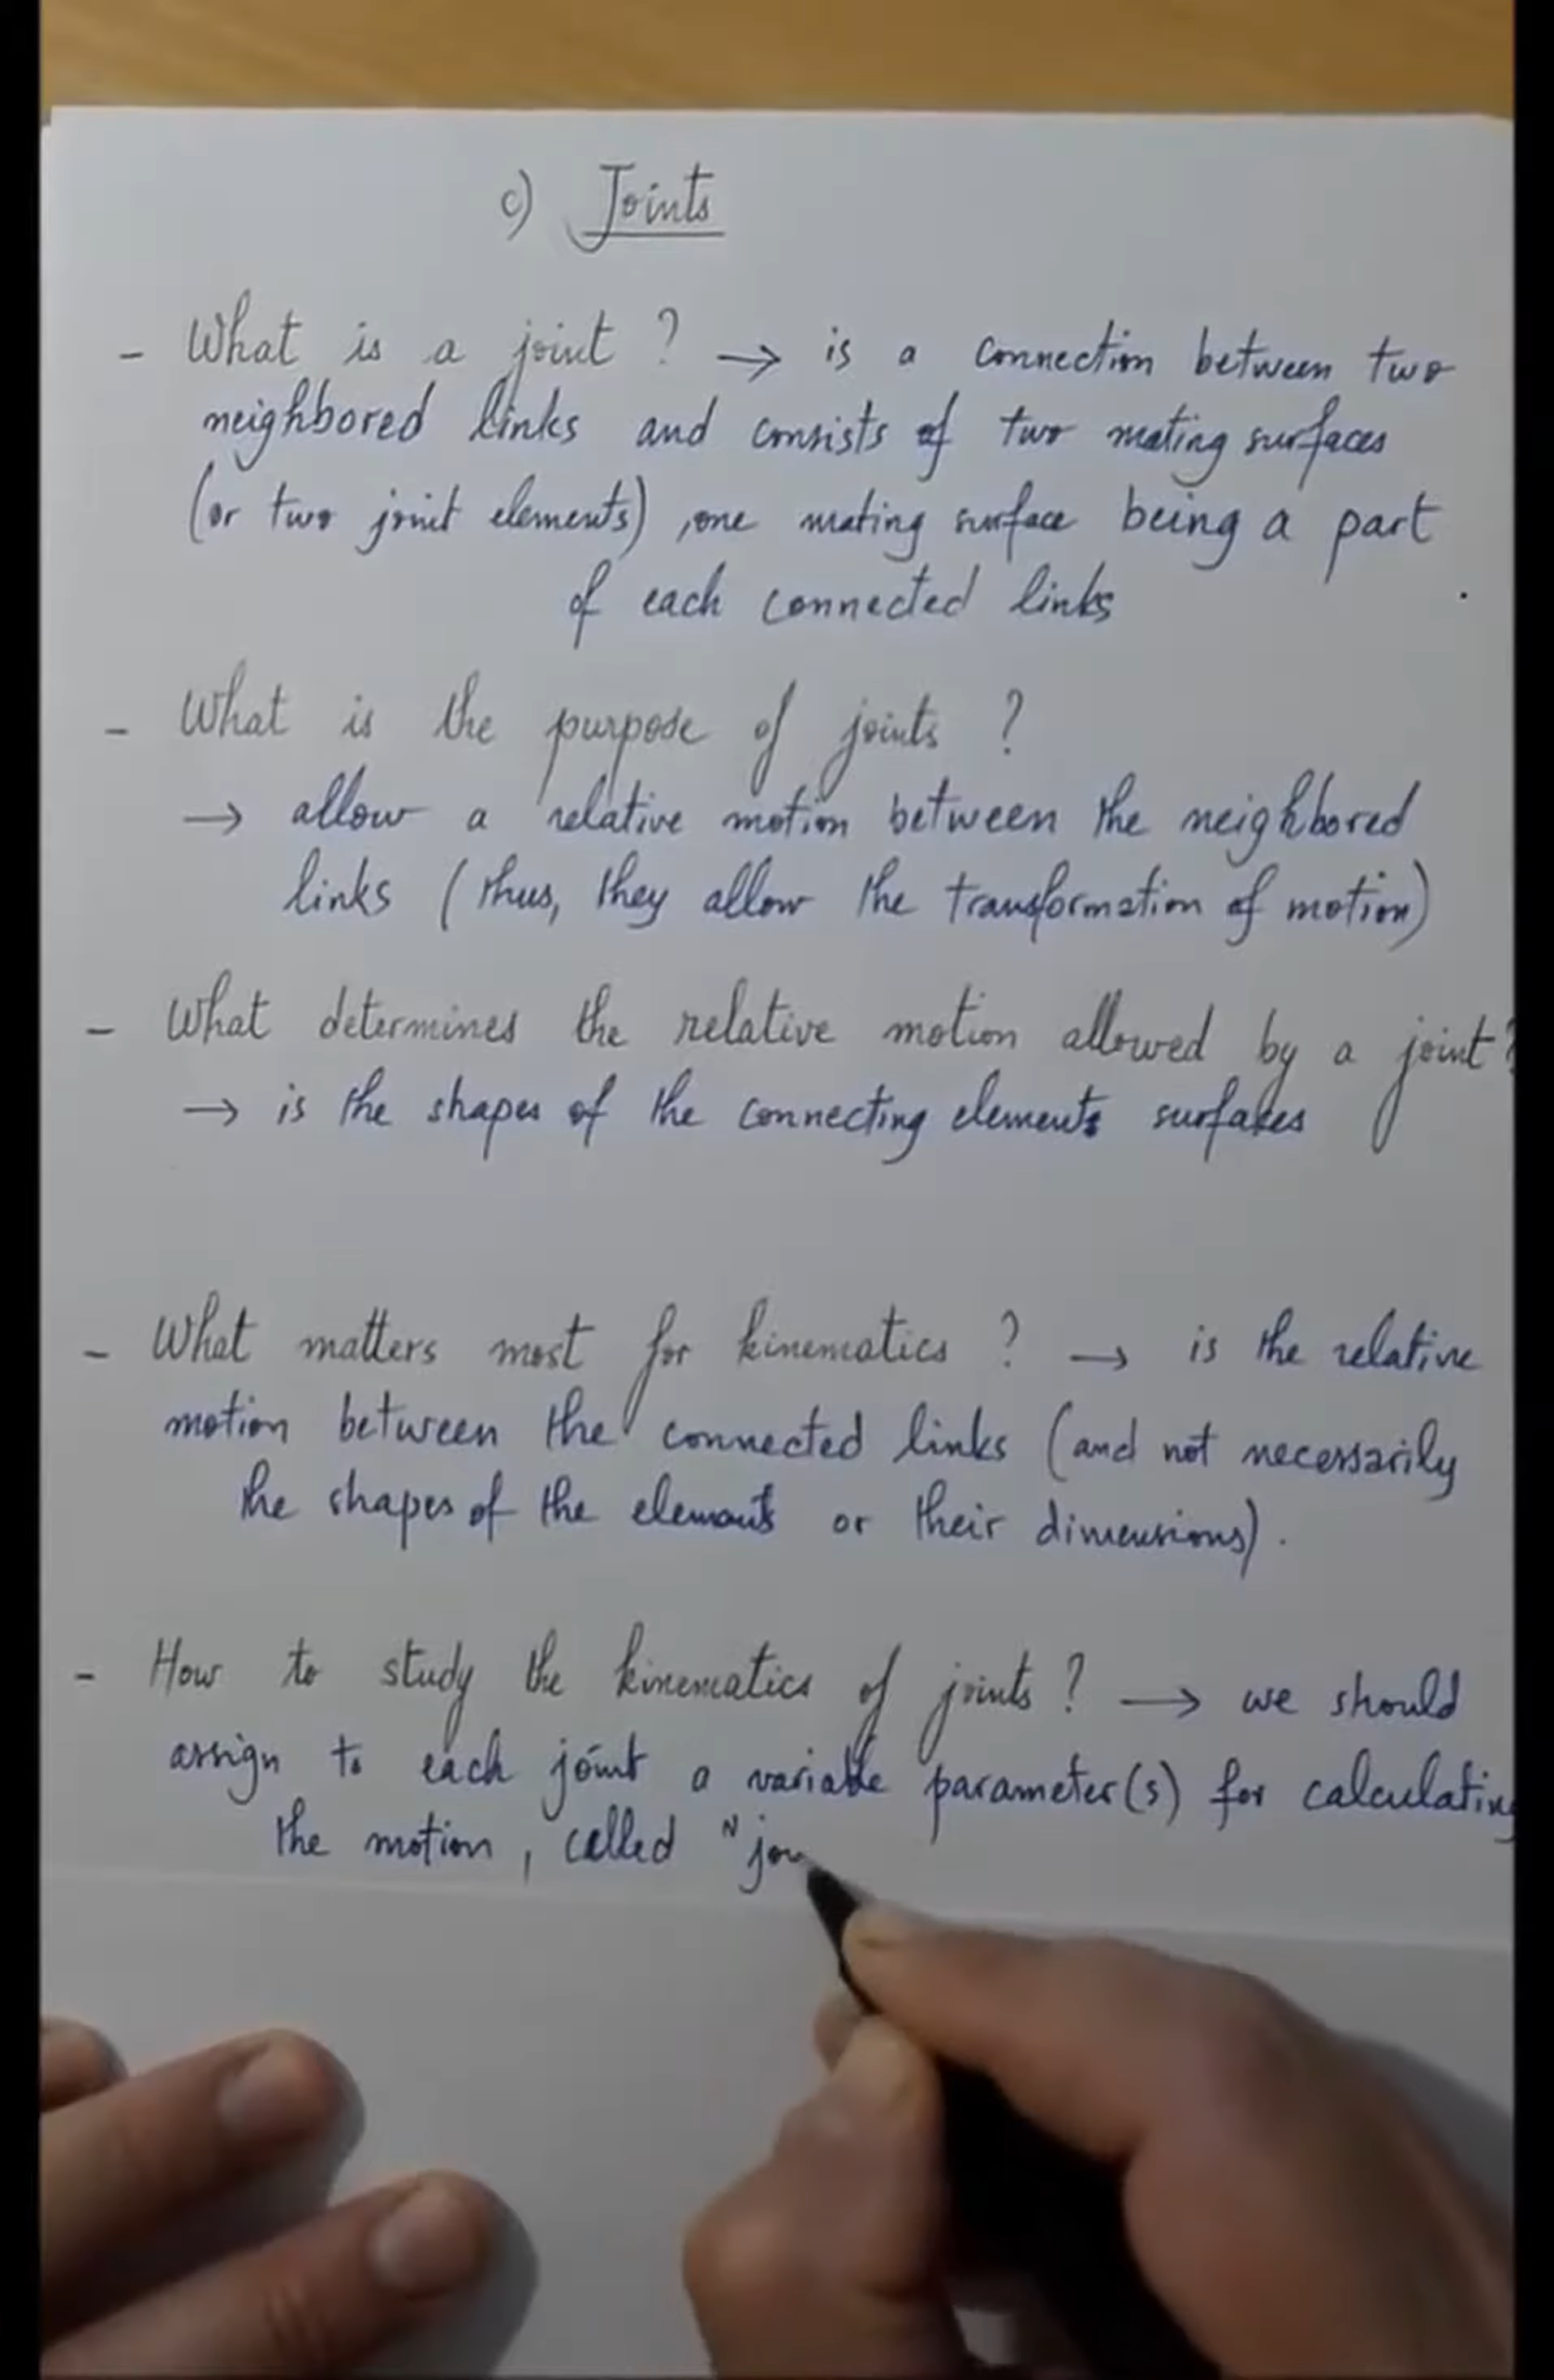 c) Joints
- What is a joint ? → is a connection between two
neighbored links and consists of two mating surfaces
(or two joint elements), one mating surface being a part
of each connected links
- What is the purpose of joints ?
→ allow a relative motion between the neighbored
links (thus, they allow the transformation of motion)
- What determines the relative motion allowed by a joint?
→ is the shapes of the connecting elements surfaces
- What matters most for kinematics ? → is the relative
motion between the connected links (and not necessarily
the shapes of the elements or their dimensions).
- How to study the kinematics of joints ? → we should
assign to each joint a variable parameter(s) for calculating
the motion, called "jo